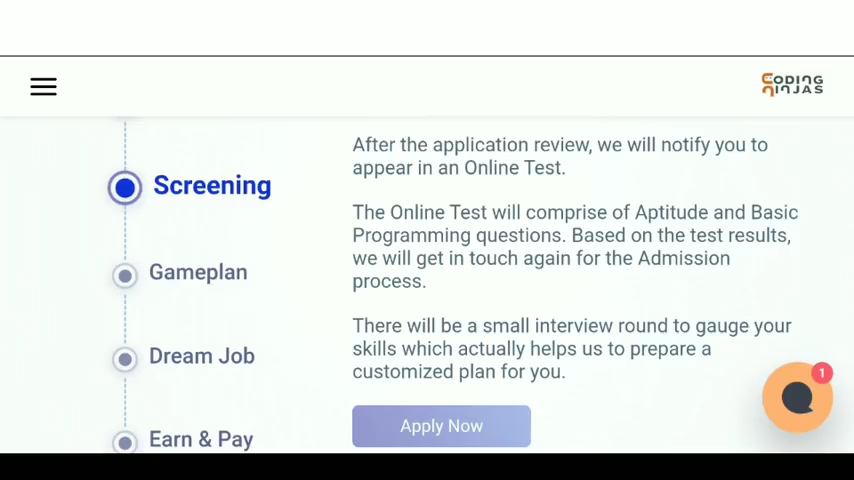 CODING
NINJAS
After the application review, we will notify you to
appear in an Online Test.
Screening
The Online Test will comprise of Aptitude and Basic
Programming questions. Based on the test results,
we will get in touch again for the Admission
process.
Gameplan
There will be a small interview round to gauge your
skills which actually helps us to prepare a
customized plan for you.
Dream Job
1
Apply Now
Earn & Pay